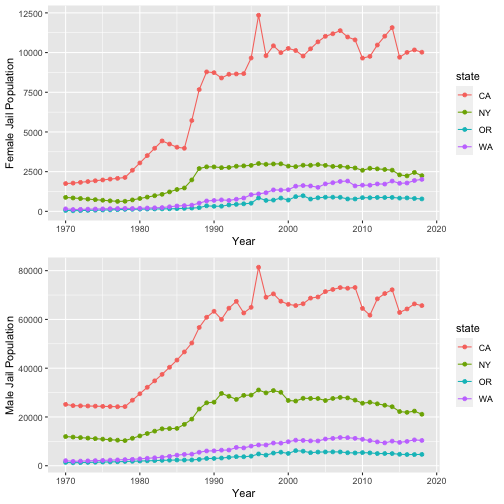 Female Jail Population
12500
10000
7500
5000
2500
0
1970
1980
1990
2000
2010
2020
Year
state
CA
NY
OR
WA
Male Jail Population
80000
60000
40000
20000
0
1970
1980
1990
2000
2010
2020
Year
state
CA
NY
OR
WA